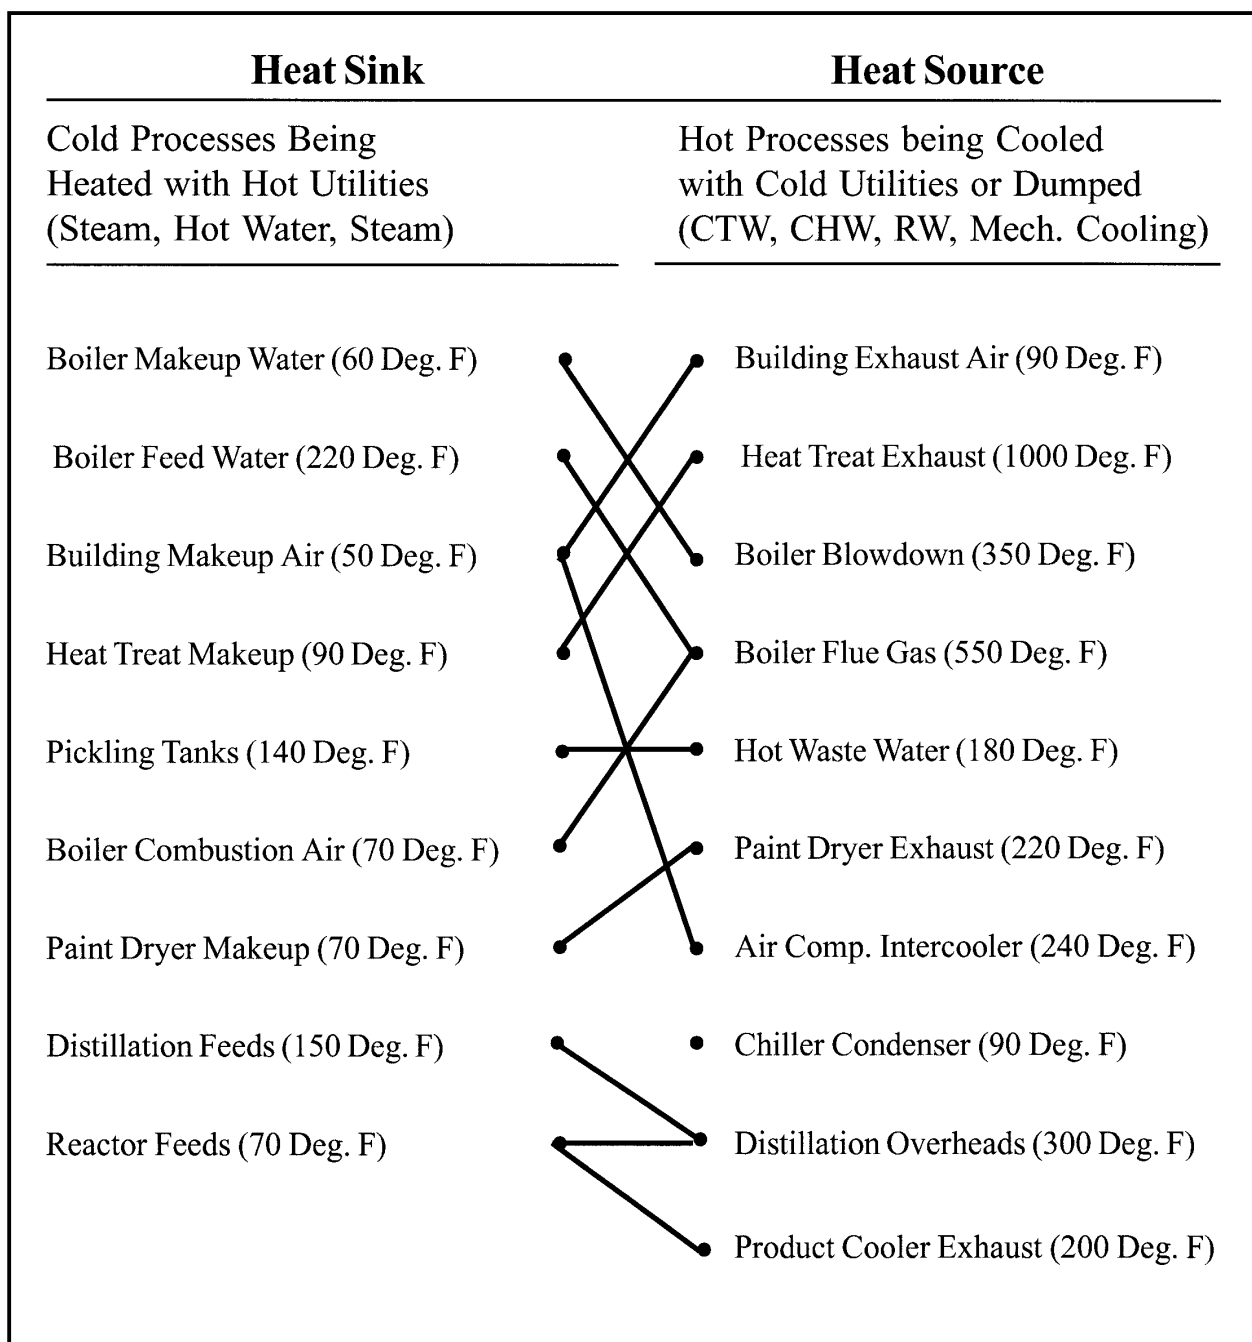 Heat Sink
Heat Source
Cold Processes Being
Heated with Hot Utilities
(Steam, Hot Water, Steam)
Hot Processes being Cooled
with Cold Utilities or Dumped
(CTW, CHW, RW, Mech. Cooling)
Boiler Makeup Water (60 Deg. F)
Building Exhaust Air (90 Deg. F)
Boiler Feed Water (220 Deg. F)
Heat Treat Exhaust (1000 Deg. F)
Building Makeup Air (50 Deg. F)
Boiler Blowdown (350 Deg. F)
Heat Treat Makeup (90 Deg. F)
Boiler Flue Gas (550 Deg. F)
Pickling Tanks (140 Deg. F)
Hot Waste Water (180 Deg. F)
Boiler Combustion Air (70 Deg. F)
Paint Dryer Exhaust (220 Deg. F)
Paint Dryer Makeup (70 Deg. F)
Air Comp. Intercooler (240 Deg. F)
Distillation Feeds (150 Deg. F)
Chiller Condenser (90 Deg. F)
Reactor Feeds (70 Deg. F)
Distillation Overheads (300 Deg. F)
Product Cooler Exhaust (200 Deg. F)